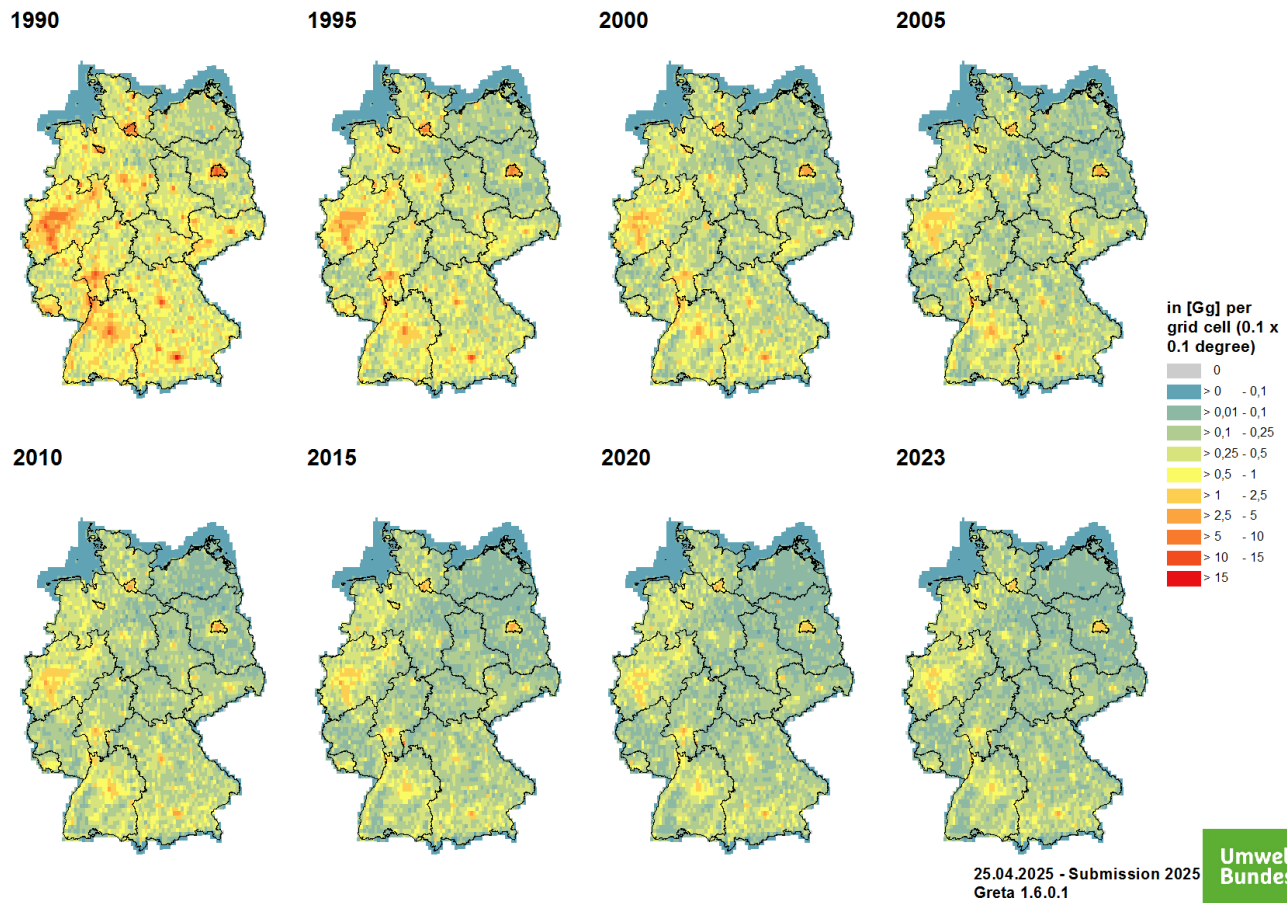 1990
1995
2000
2005
in [Gg] per
grid cell (0.1 x
0.1 degree)
0
> 0 - 0,1
> 0,01 - 0,1
> 0,1 - 0,25
> 0,25 - 0,5
> 0,5 - 1
> 1 - 2,5
> 2,5 - 5
> 5 - 10
> 10 - 15
> 15
2010
2015
2020
2023
25.04.2025 - Submission 2025
Greta 1.6.0.1
Umwel
Bundes